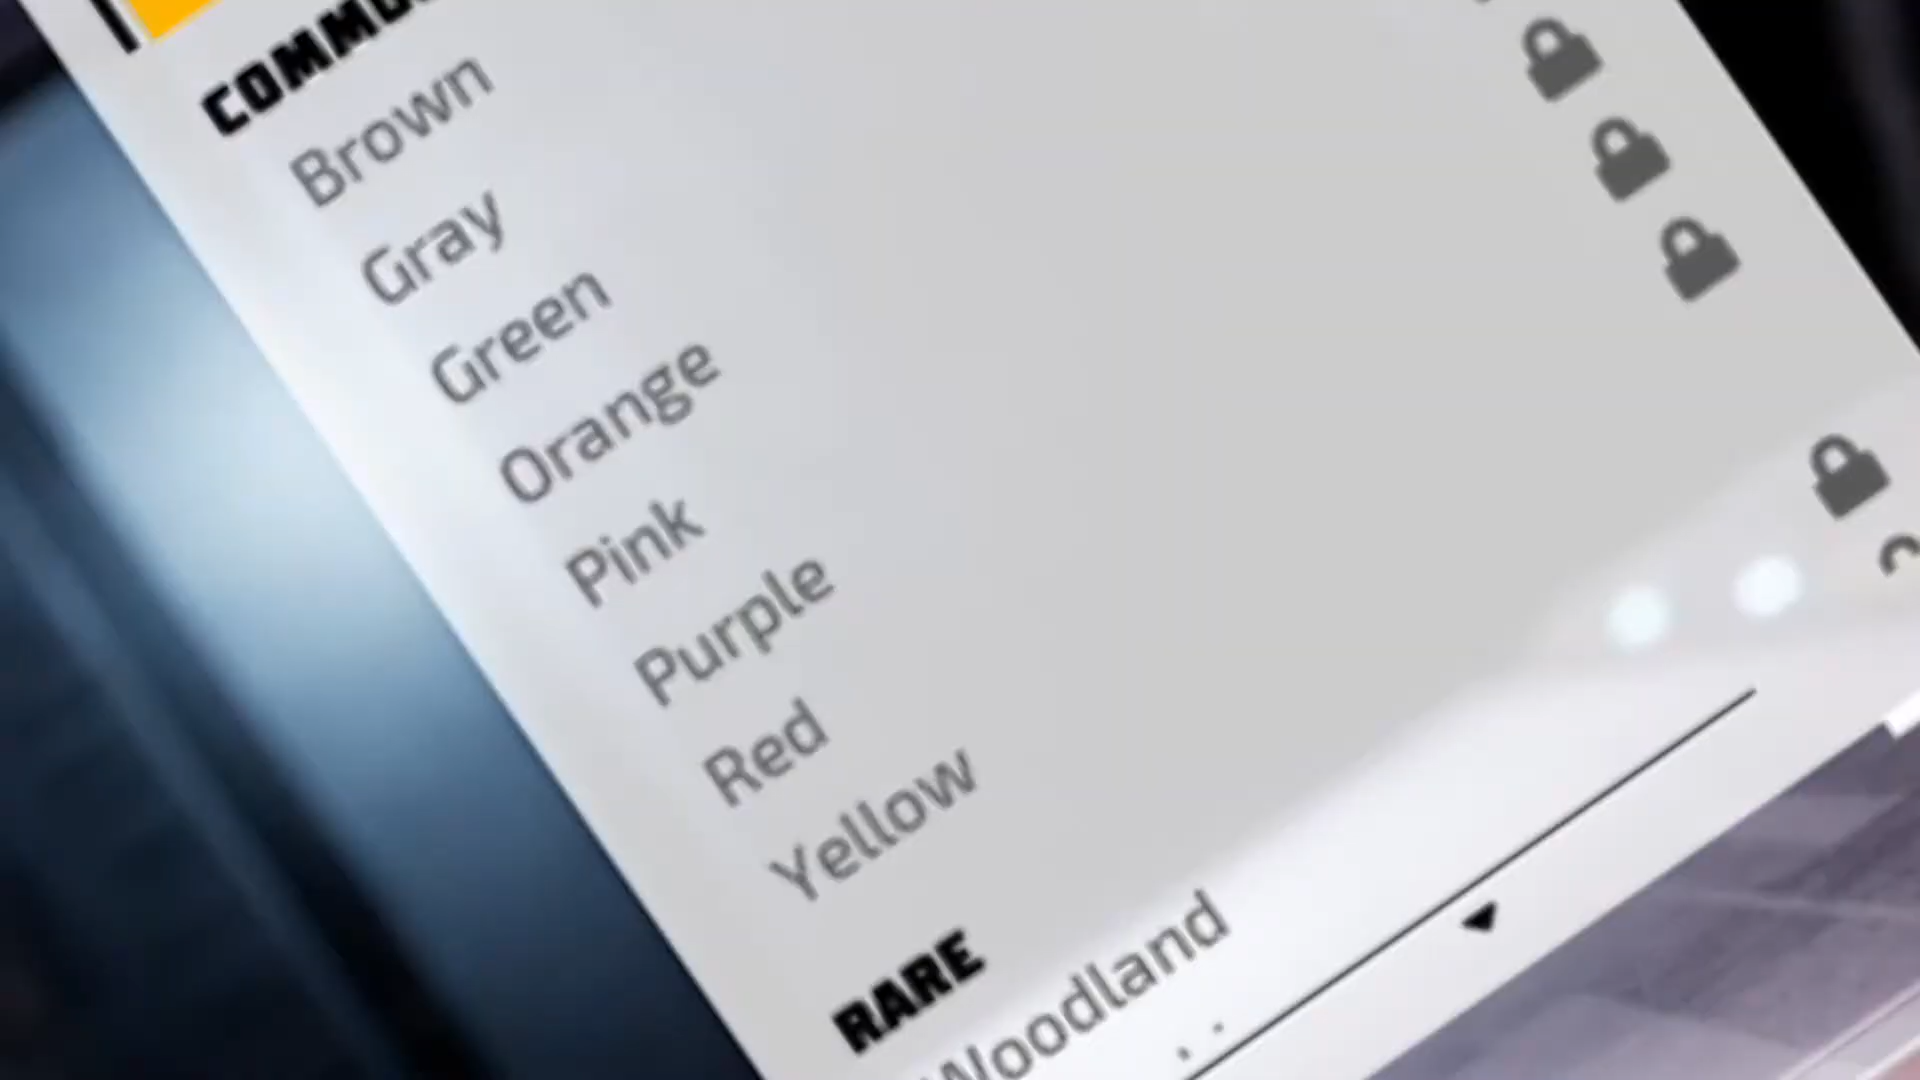 Brown
Gray
Green
Orange
Pink
Purple
Red
Yellow
RARE
Woodland